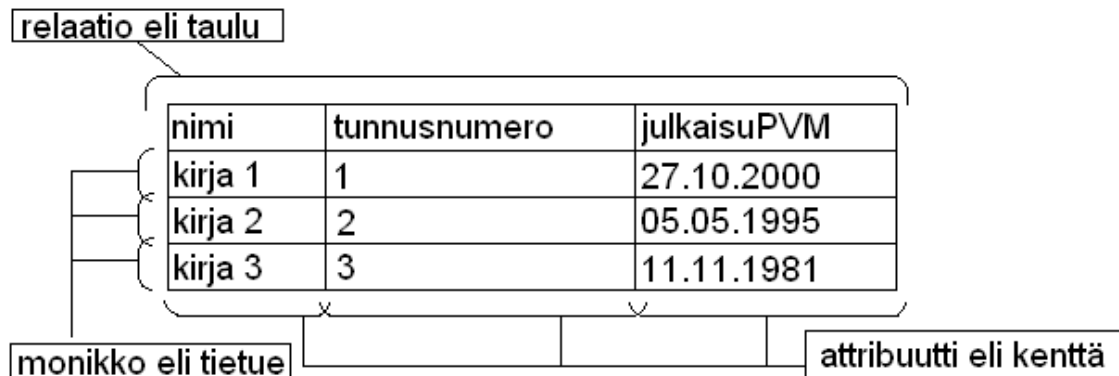 relaatio eli taulu
nimi tunnusnumero julkaisuPVM
kirja 1 1 27.10.2000
kirja 2 2 05.05.1995
kirja 3 3 11.11.1981
monikko eli tietue
attribuutti eli kenttä